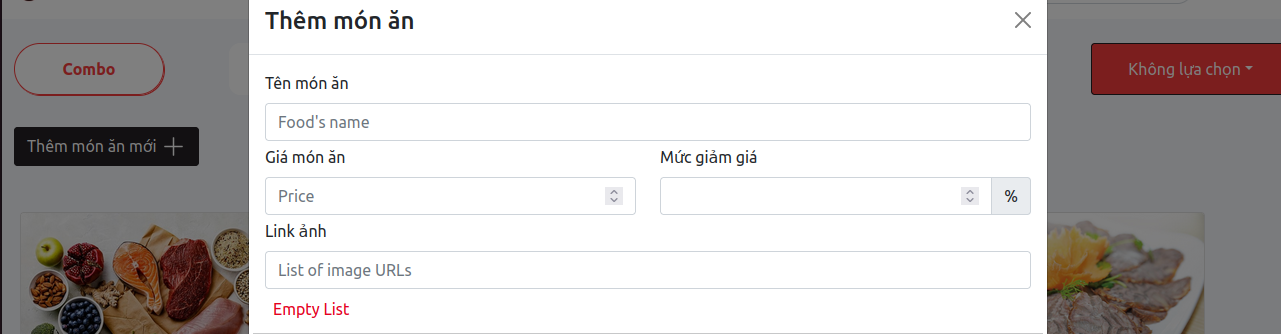 Thêm món ăn
Combo
Không lựa chọn
Tên món ăn
Food's name
Thêm món ăn mới
Giá món ăn
Mức giảm giá
Price
%
Link ảnh
List of image URLs
Empty List